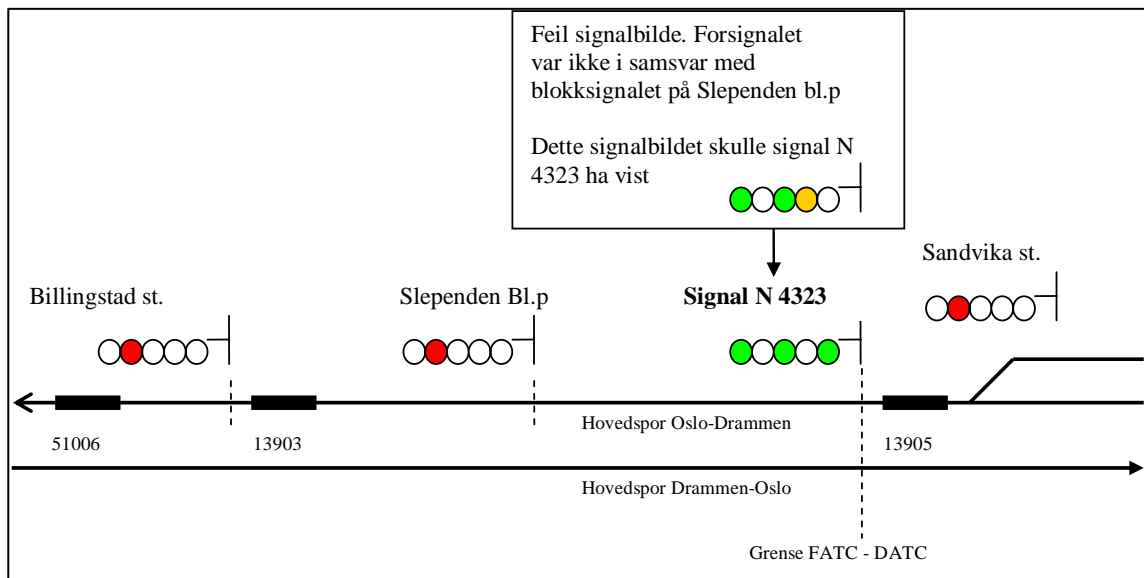 Feil signalbilde. Forsignalet
var ikke i samsvar med
blokksignalet på Slependen bl.p
Dette signalbildet skulle signal N
4323 ha vist
Sandvika st.
Billingstad st.
Slependen Bl.p
Signal N 4323
Hovedspor Oslo-Drammen
51006
13903
13905
Hovedspor Drammen-Oslo
Grense FATC - DATC